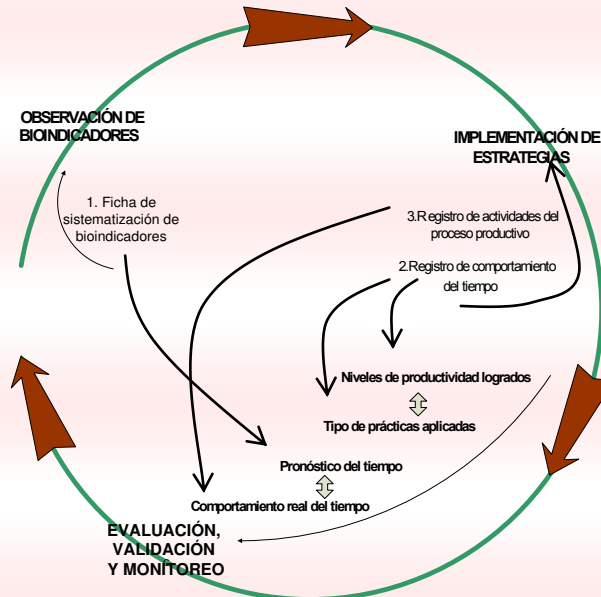 OBSERVACIÓN DE
BIOINDICADORES
IMPLEMENTACIÓN DE
ESTRATEGIAS
1. Ficha de
sistematización de
bioindicadores
3.Registro de actividades del
proceso productivo
2.Registro de comportamiento
del tiempo
Niveles de productividad logrados
Tipo de prácticas aplicadas
Pronóstico del tiempo
Comportamiento real del tiempo
EVALUACIÓN,
VALIDACIÓN
Y MONÍTOREO